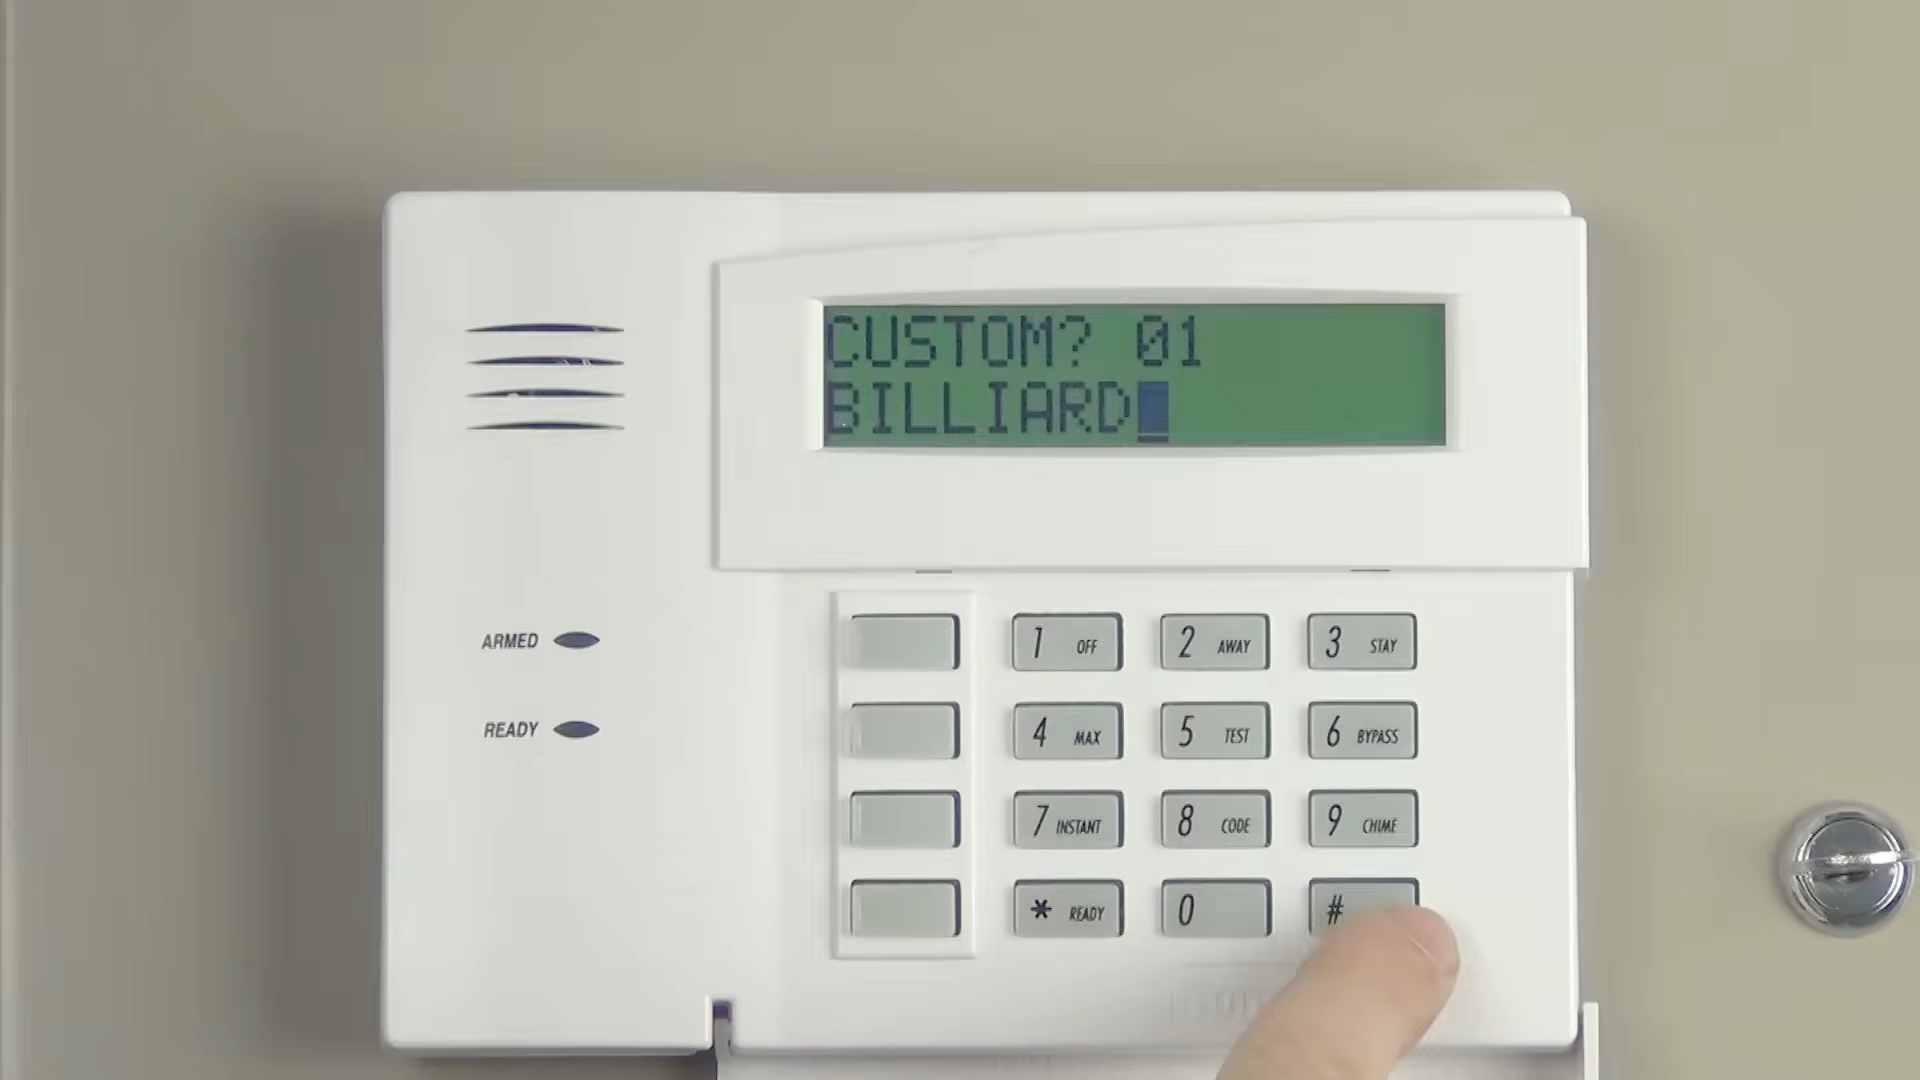 CUSTOM? 01
BILLIARD
ARMED
READY
1 OFF
2 AWAY
3 STAY
4 MAX
5 TEST
6 BYPASS
7 INSTANT
8 CODE
9 CHIME
* READY
0
#